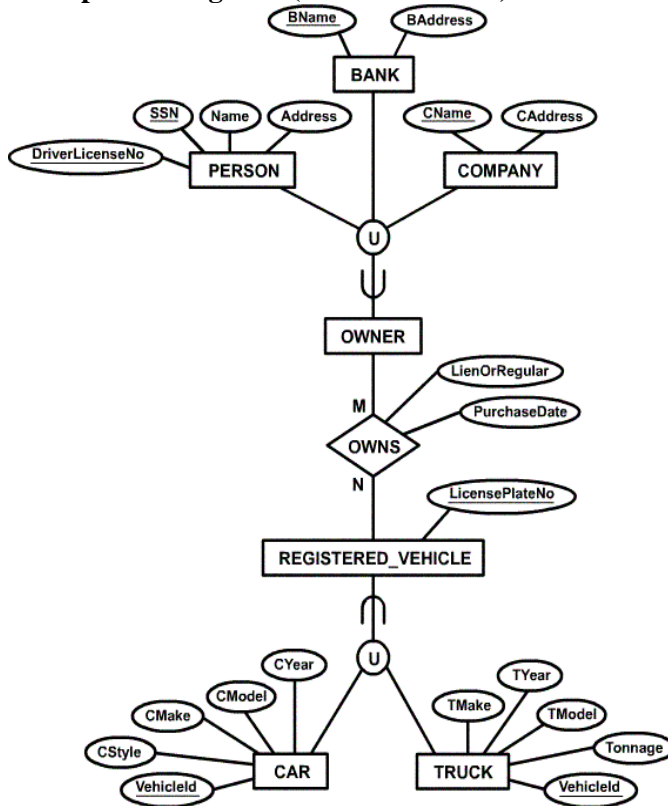 BName
BAddress
BANK
SSN
Name
Address
CName
CAddress
DriverLicenseNo
PERSON
COMPANY
U
OWNER
LienOrRegular
M
PurchaseDate
OWNS
N
LicensePlateNo
REGISTERED_VEHICLE
U
CYear
TYear
CModel
TMake
CMake
TModel
CStyle
Tonnage
CAR
TRUCK
VehicleId
VehicleId